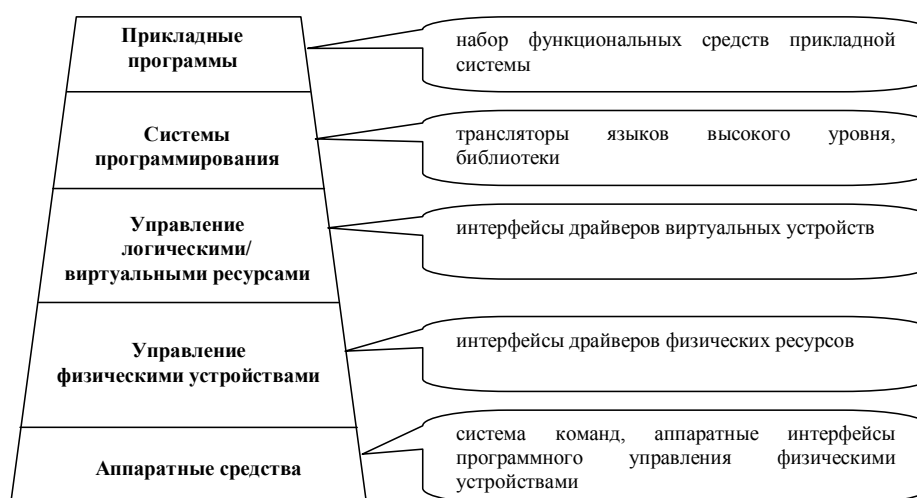 Прикладные
программы
набор функциональных средств прикладной
системы
Системы
программирования
трансляторы языков высокого уровня,
библиотеки
Управление
логическими/
виртуальными ресурсами
интерфейсы драйверов виртуальных устройств
Управление
физическими устройствами
интерфейсы драйверов физических ресурсов
Аппаратные средства
система команд, аппаратные интерфейсы
программного управления физическими
устройствами